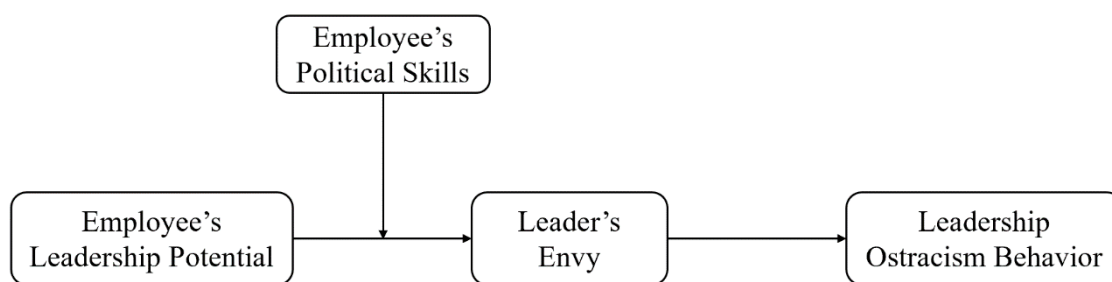 Employee’s
Political Skills
Employee’s
Leadership Potential
Leader’s
Envy
Leadership
Ostracism Behavior